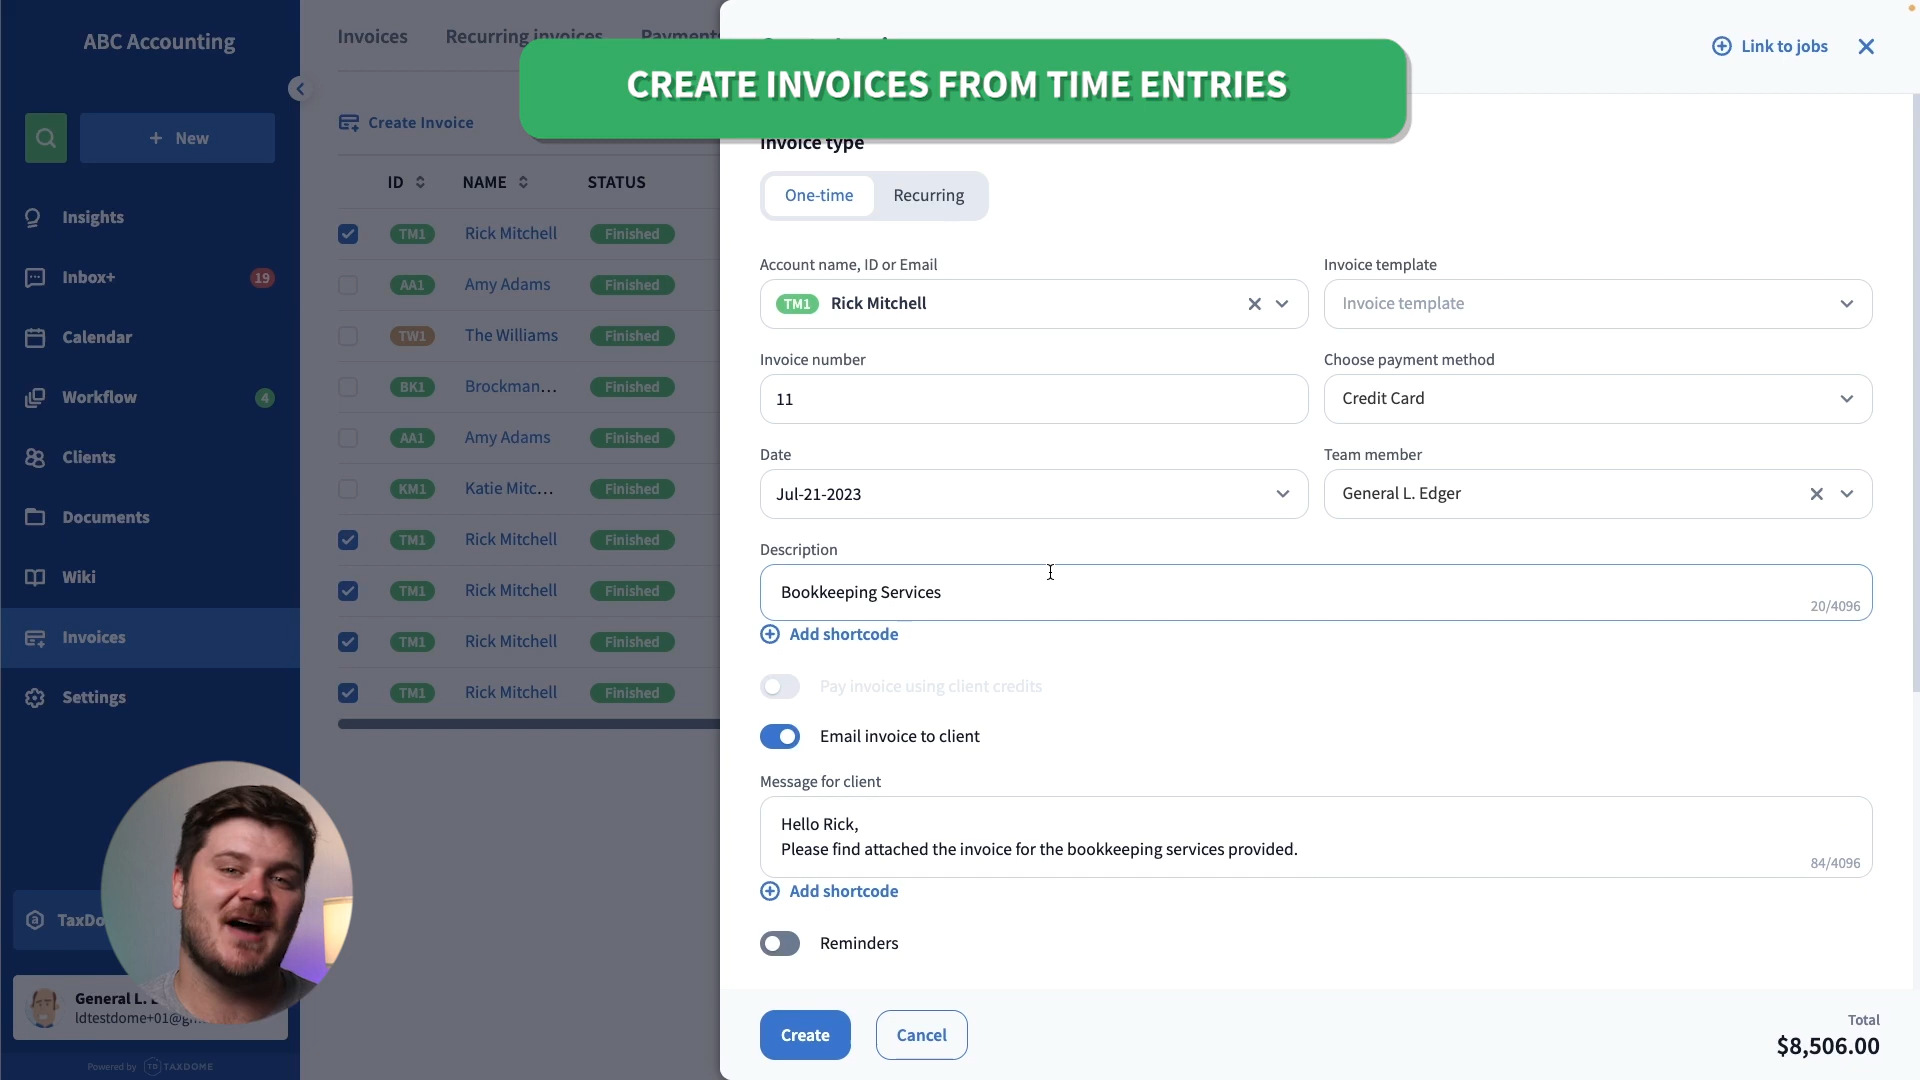 ABC Accounting
New
Insights
Inbox+
19
Calendar
Workflow
4
Clients
Documents
Wiki
Invoices
Settings
General L.
ldtestdome+01@
Powered by TD TAXDOME
Invoices
Recurring invoices
CREATE INVOICES FROM TIME ENTRIES
Link to jobs
Create Invoice
ID NAME STATUS
TM1 Rick Mitchell Finished
AA1 Amy Adams Finished
TW1 The Williams Finished
BK1 Brockman... Finished
AA1 Amy Adams Finished
KM1 Katie Mitc... Finished
TM1 Rick Mitchell Finished
TM1 Rick Mitchell Finished
TM1 Rick Mitchell Finished
TM1 Rick Mitchell Finished
Invoice type
One-time Recurring
Account name, ID or Email
TM1 Rick Mitchell
Invoice template
Invoice template
Invoice number
11
Choose payment method
Credit Card
Date
Jul-21-2023
Team member
General L. Edger
Description
Bookkeeping Services
20/4096
Add shortcode
Pay invoice using client credits
Email invoice to client
Message for client
Hello Rick,
Please find attached the invoice for the bookkeeping services provided.
84/4096
Add shortcode
Reminders
Create
Cancel
Total
$8,506.00